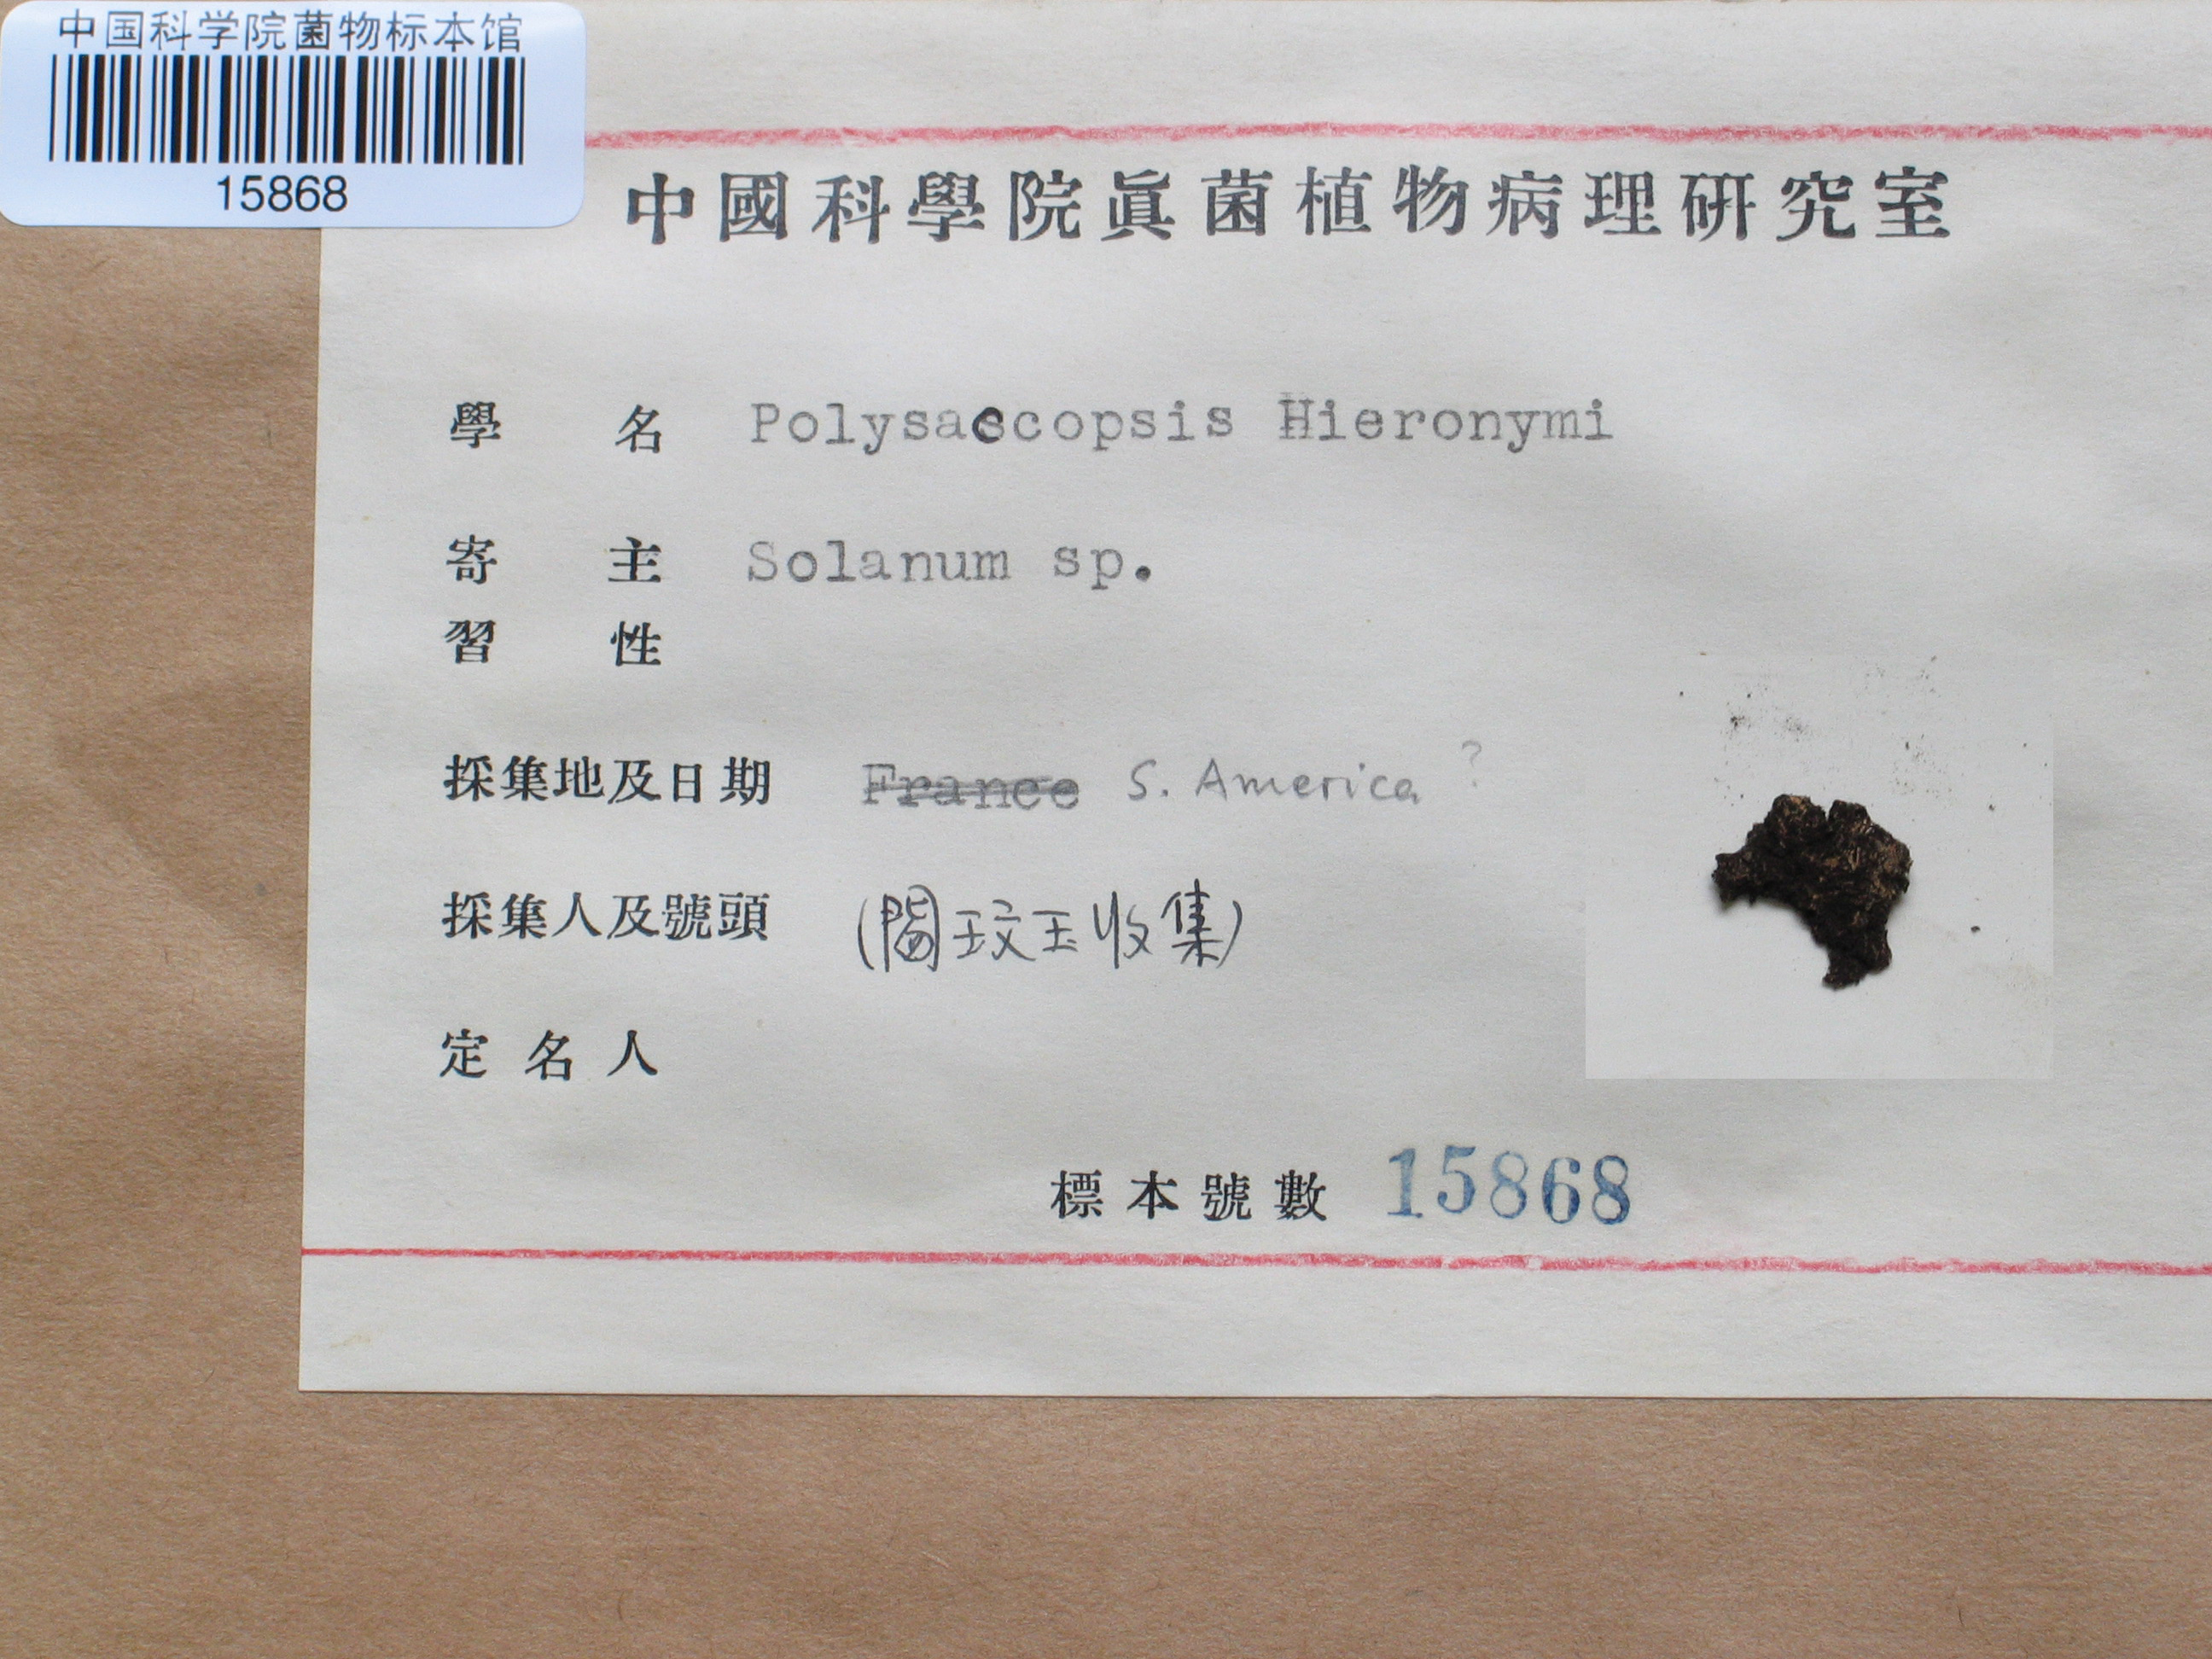 中国科学院菌物标本馆
15868
中國科學院眞菌植物病理研究室
學名 Polysaccopsis Hieronymi
寄主 Solanum sp.
習性
採集地及日期 France S. America ?
採集人及號頭 (閻玟玉收集)
定名人
標本號數 15868